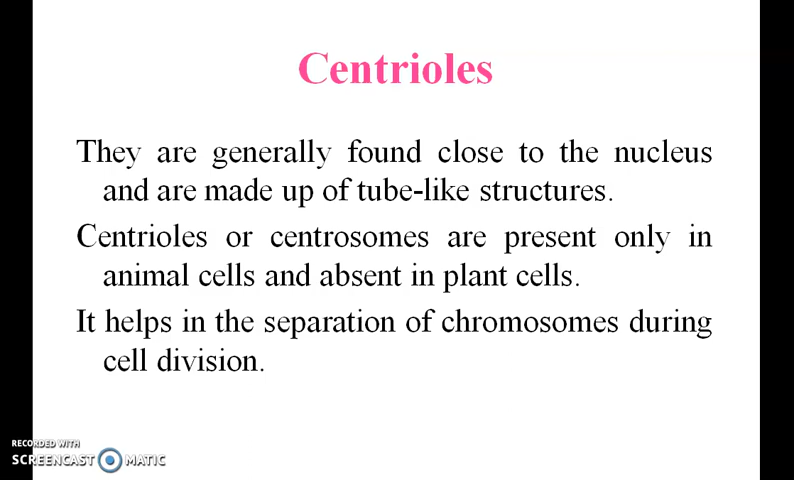 Centrioles
They are generally found close to the nucleus
and are made up of tube-like structures.
Centrioles or centrosomes are present only in
animal cells and absent in plant cells.
It helps in the separation of chromosomes during
cell division.
RECORDED WITH
SCREENCAST MATIC